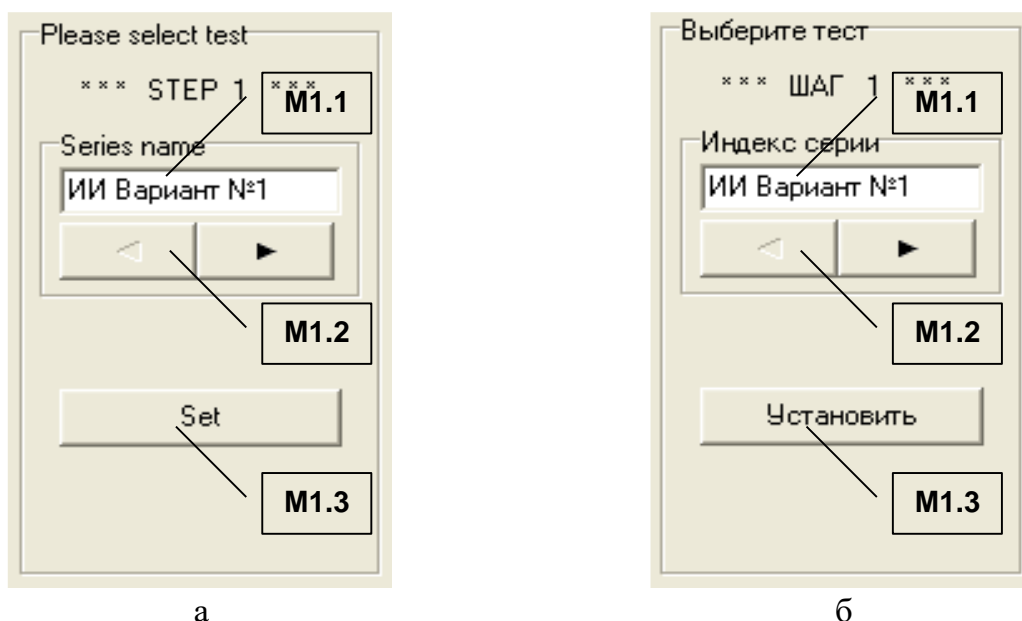 Please select test
*** STEP 1 ***
M1.1
Series name
ИИ Вариант №1
M1.2
Set
M1.3
а
Выберите тест
*** ШАГ 1 ***
M1.1
Индекс серии
ИИ Вариант №1
M1.2
Установить
M1.3
б